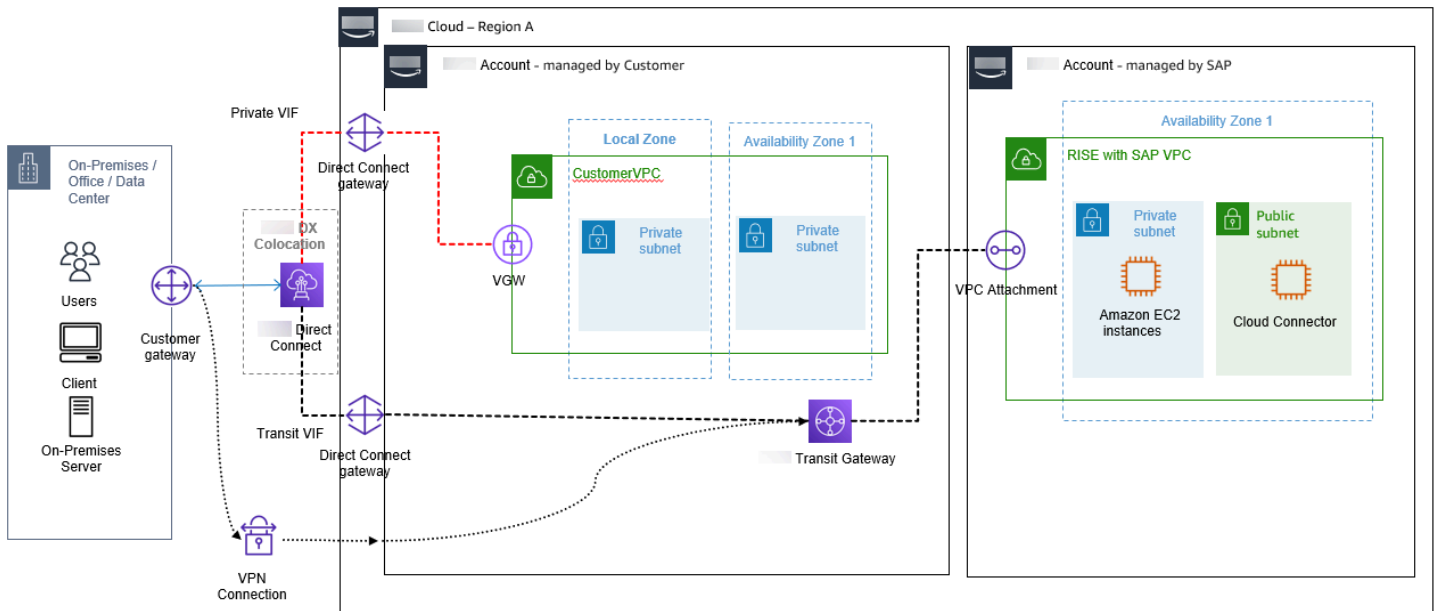 Cloud – Region A
Account - managed by Customer
Account - managed by SAP
Private VIF
Direct Connect
gateway
Local Zone
Availability Zone 1
Availability Zone 1
On-Premises /
Office / Data
Center
CustomerVPC
RISE with SAP VPC
DX
Colocation
Private
subnet
Private
subnet
Private
subnet
Public
subnet
Users
VGW
VPC Attachment
Customer
gateway
Direct
Connect
Amazon EC2
instances
Cloud Connector
Client
On-Premises
Server
Transit VIF
Direct Connect
gateway
Transit Gateway
VPN
Connection